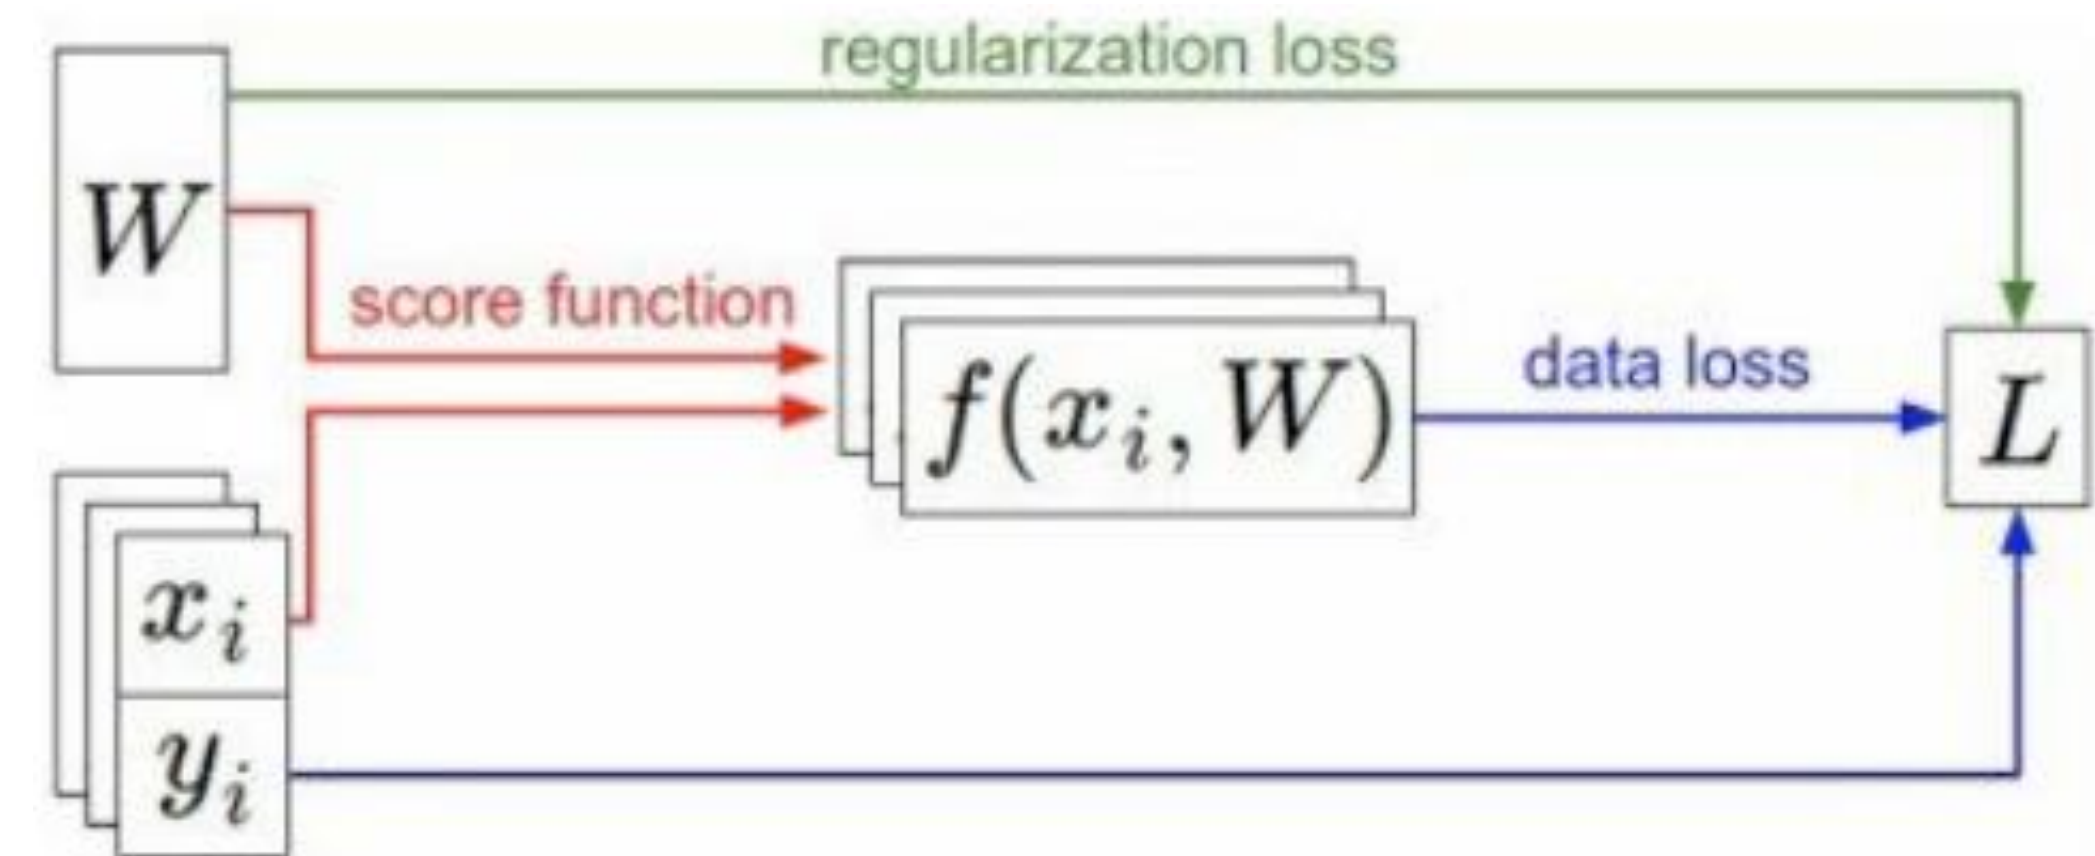 regularization loss
W
score function
f(x_i, W)
data loss
L
x_i
y_i